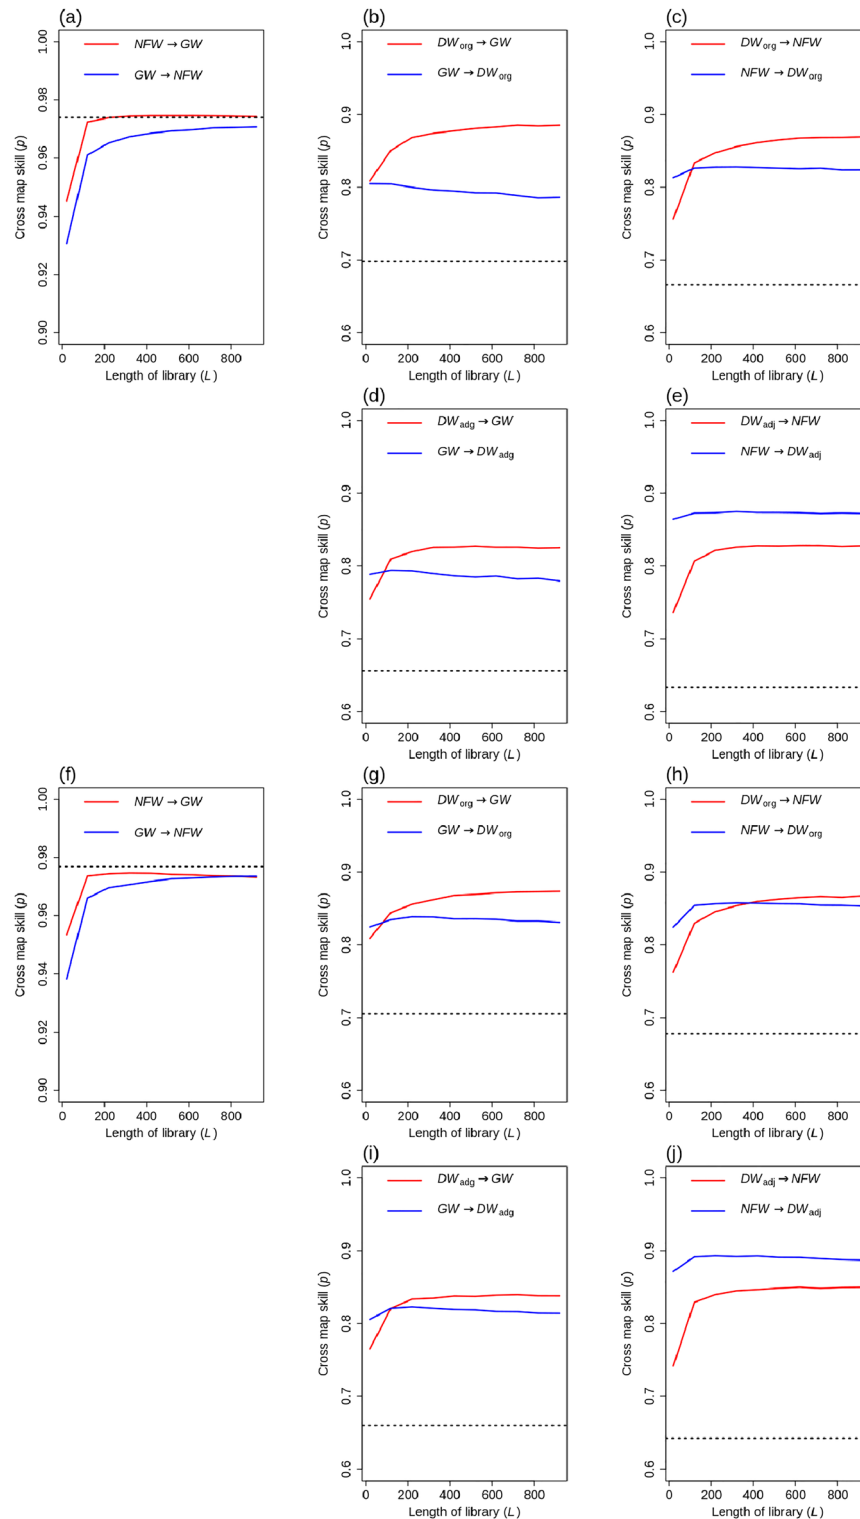 (a)
NFW → GW
GW → NFW
1.00
0.98
0.96
0.94
0.92
0.90
Cross map skill (p)
0 200 400 600 800
Length of library (L)
(b)
DWorg → GW
GW → DWorg
1.0
0.9
0.8
0.7
0.6
Cross map skill (p)
0 200 400 600 800
Length of library (L)
(c)
DWorg → NFW
NFW → DWorg
1.0
0.9
0.8
0.7
0.6
Cross map skill (p)
0 200 400 600 800
Length of library (L)
(d)
DWadg → GW
GW → DWadg
1.0
0.9
0.8
0.7
0.6
Cross map skill (p)
0 200 400 600 800
Length of library (L)
(e)
DWadj → NFW
NFW → DWadj
1.0
0.9
0.8
0.7
0.6
Cross map skill (p)
0 200 400 600 800
Length of library (L)
(f)
NFW → GW
GW → NFW
1.00
0.98
0.96
0.94
0.92
0.90
Cross map skill (p)
0 200 400 600 800
Length of library (L)
(g)
DWorg → GW
GW → DWorg
1.0
0.9
0.8
0.7
0.6
Cross map skill (p)
0 200 400 600 800
Length of library (L)
(h)
DWorg → NFW
NFW → DWorg
1.0
0.9
0.8
0.7
0.6
Cross map skill (p)
0 200 400 600 800
Length of library (L)
(i)
DWadg → GW
GW → DWadg
1.0
0.9
0.8
0.7
0.6
Cross map skill (p)
0 200 400 600 800
Length of library (L)
(j)
DWadj → NFW
NFW → DWadj
1.0
0.9
0.8
0.7
0.6
Cross map skill (p)
0 200 400 600 800
Length of library (L)